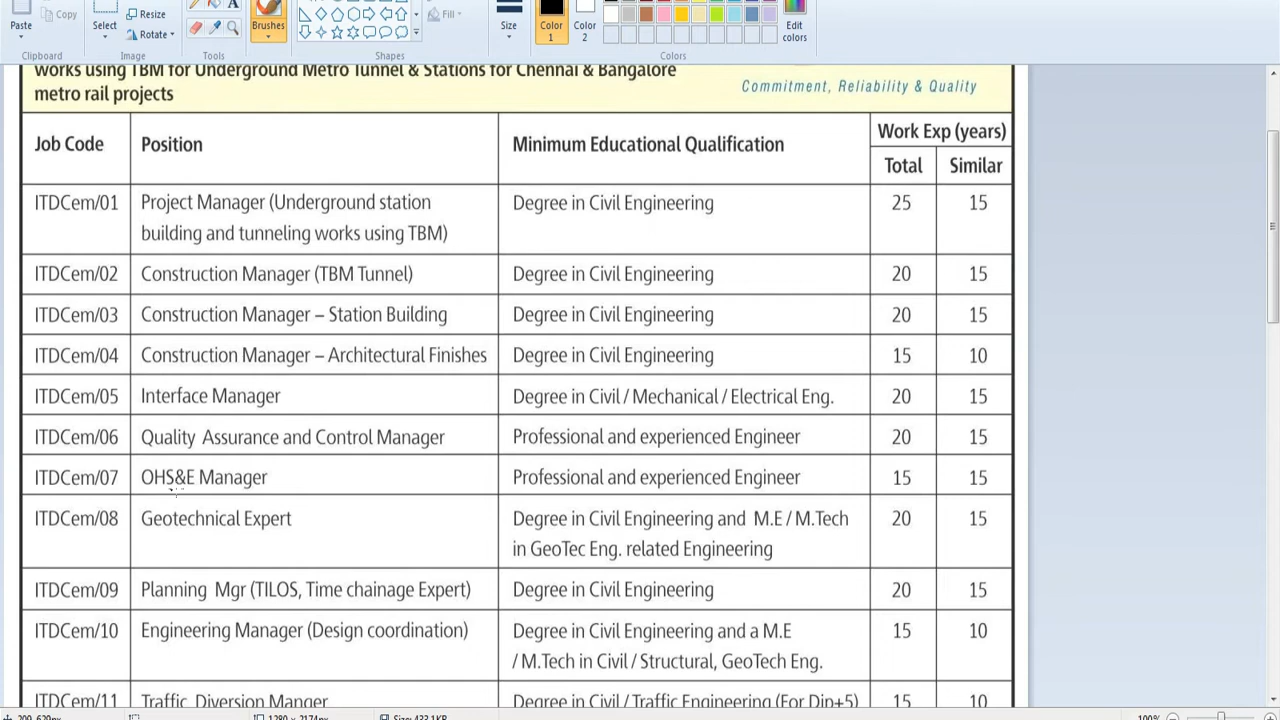 Paste
Copy
Select
Resize
Rotate
A
Brushes
Fill
Size
Color
1
Color
2
Edit
colors
Clipboard
Image
Tools
Shapes
Colors
works using TBM for Underground Metro Tunnel & Stations for Chennai & Bangalore
metro rail projects
Commitment, Reliability & Quality
Job Code Position Minimum Educational Qualification Work Exp (years)
Total Similar
ITDCem/01 Project Manager (Underground station Degree in Civil Engineering 25 15
building and tunneling works using TBM)
ITDCem/02 Construction Manager (TBM Tunnel) Degree in Civil Engineering 20 15
ITDCem/03 Construction Manager – Station Building Degree in Civil Engineering 20 15
ITDCem/04 Construction Manager – Architectural Finishes Degree in Civil Engineering 15 10
ITDCem/05 Interface Manager Degree in Civil / Mechanical / Electrical Eng. 20 15
ITDCem/06 Quality Assurance and Control Manager Professional and experienced Engineer 20 15
ITDCem/07 OHS&E Manager Professional and experienced Engineer 15 15
ITDCem/08 Geotechnical Expert Degree in Civil Engineering and M.E / M.Tech 20 15
in GeoTec Eng. related Engineering
ITDCem/09 Planning Mgr (TILOS, Time chainage Expert) Degree in Civil Engineering 20 15
ITDCem/10 Engineering Manager (Design coordination) Degree in Civil Engineering and a M.E 15 10
/ M.Tech in Civil / Structural, GeoTech Eng.
ITDCem/11 Traffic Diversion Manger Degree in Civil / Traffic Engineering (For Dip+5) 15 10
209, 629px 1280 × 2174px Size: 433.1KB 100%